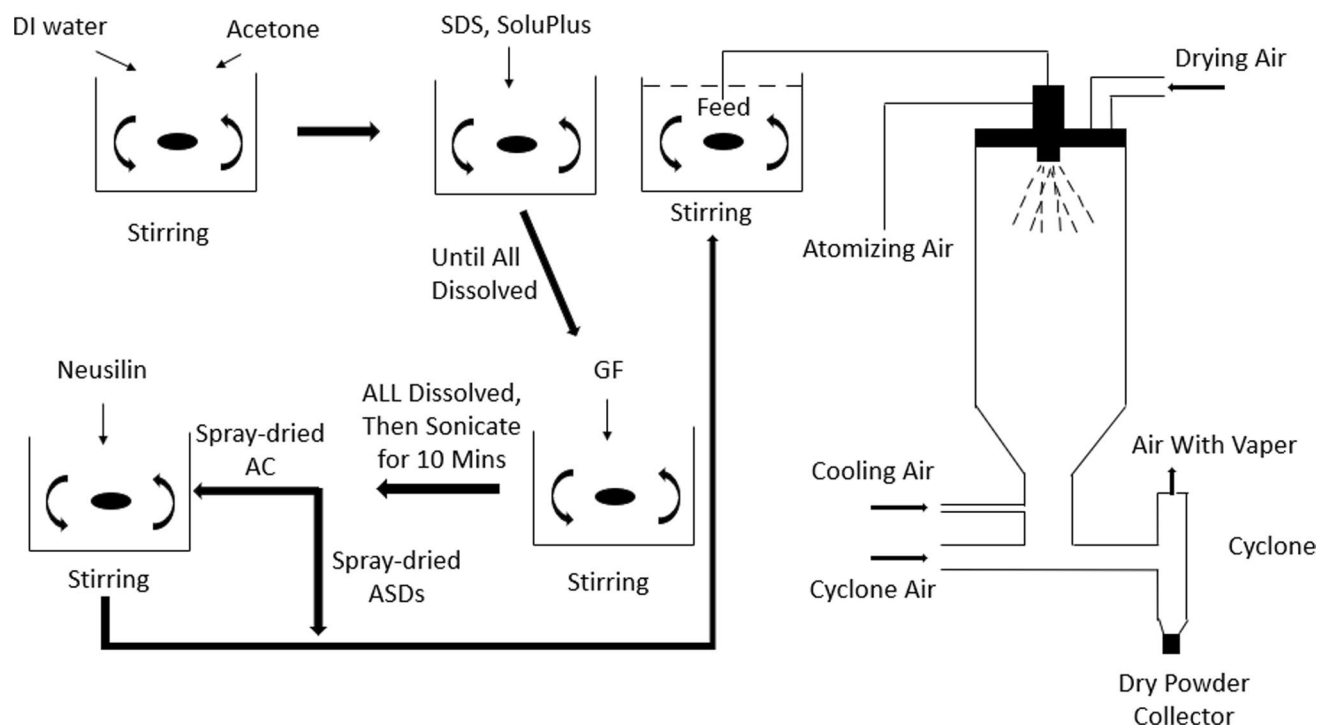 DI water
Acetone
Stirring
SDS, SoluPlus
Until All
Dissolved
GF
Stirring
ALL Dissolved,
Then Sonicate
for 10 Mins
Spray-dried
AC
Neusilin
Stirring
Spray-dried
ASDs
Feed
Stirring
Drying Air
Atomizing Air
Cooling Air
Cyclone Air
Air With Vaper
Cyclone
Dry Powder
Collector